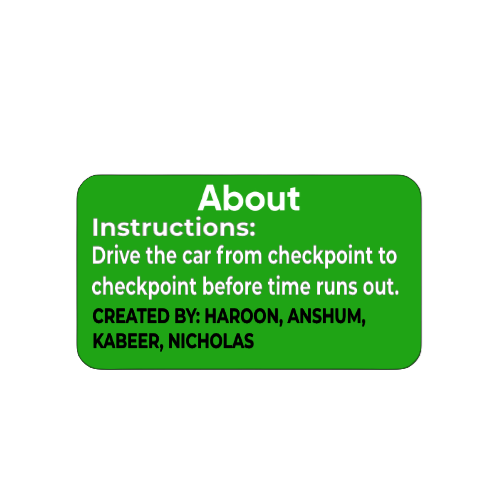 About
Instructions:
Drive the car from checkpoint to
checkpoint before time runs out.
CREATED BY: HAROON, ANSHUM,
KABEER, NICHOLAS